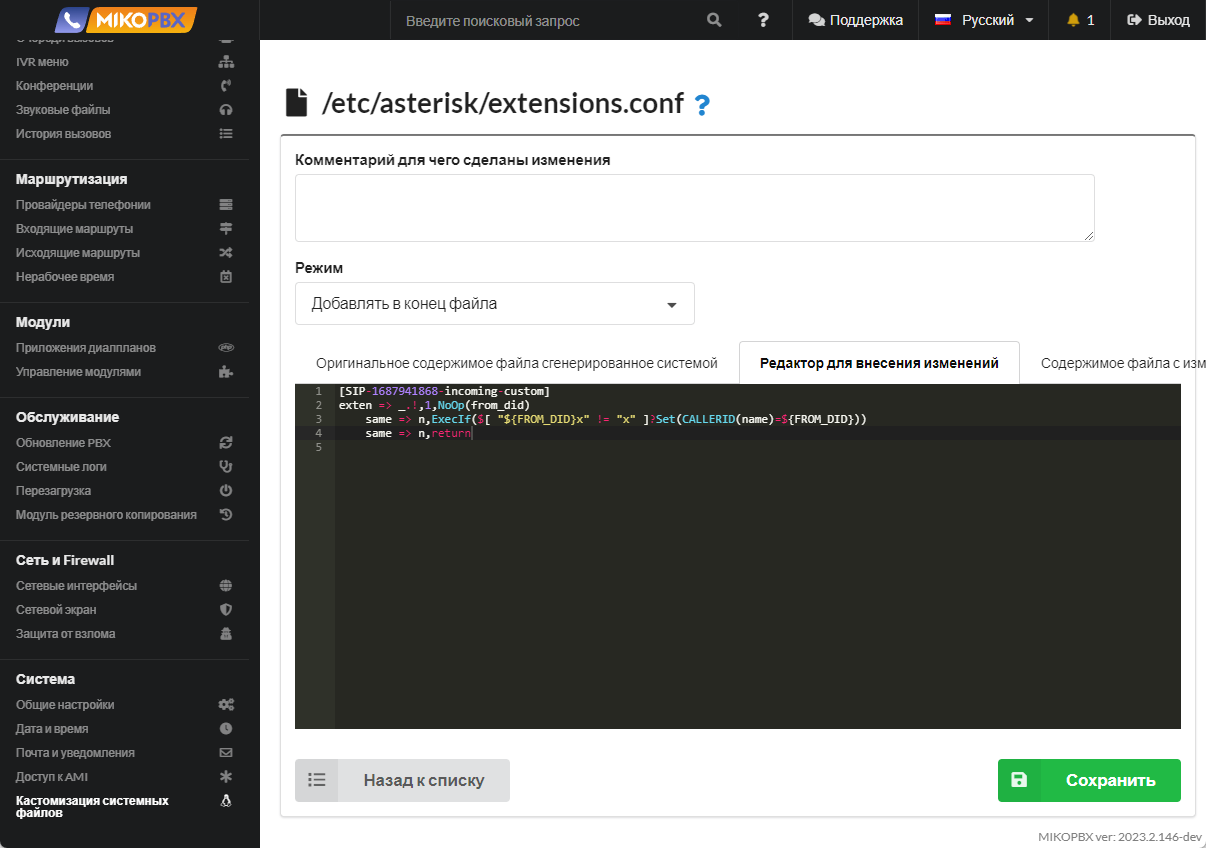 MIKOPBX
Введите поисковый запрос
?
Поддержка
Русский
1
Выход
IVR меню
Конференции
Звуковые файлы
История вызовов
Маршрутизация
Провайдеры телефонии
Входящие маршруты
Исходящие маршруты
Нерабочее время
Модули
Приложения диалпланов
Управление модулями
Обслуживание
Обновление PBX
Системные логи
Перезагрузка
Модуль резервного копирования
Сеть и Firewall
Сетевые интерфейсы
Сетевой экран
Защита от взлома
Система
Общие настройки
Дата и время
Почта и уведомления
Доступ к AMI
Кастомизация системных
файлов
/etc/asterisk/extensions.conf ?
Комментарий для чего сделаны изменения
Режим
Добавлять в конец файла
Оригинальное содержимое файла сгенерированное системой
Редактор для внесения изменений
Содержимое файла с изм
1 [SIP-1687941868-incoming-custom]
2 exten => _.!,1,NoOp(from_did)
3 same => n,ExecIf($[ "${FROM_DID}x" != "x" ]?Set(CALLERID(name)=${FROM_DID}))
4 same => n,return
5
Назад к списку
Сохранить
MIKOPBX ver: 2023.2.146-dev